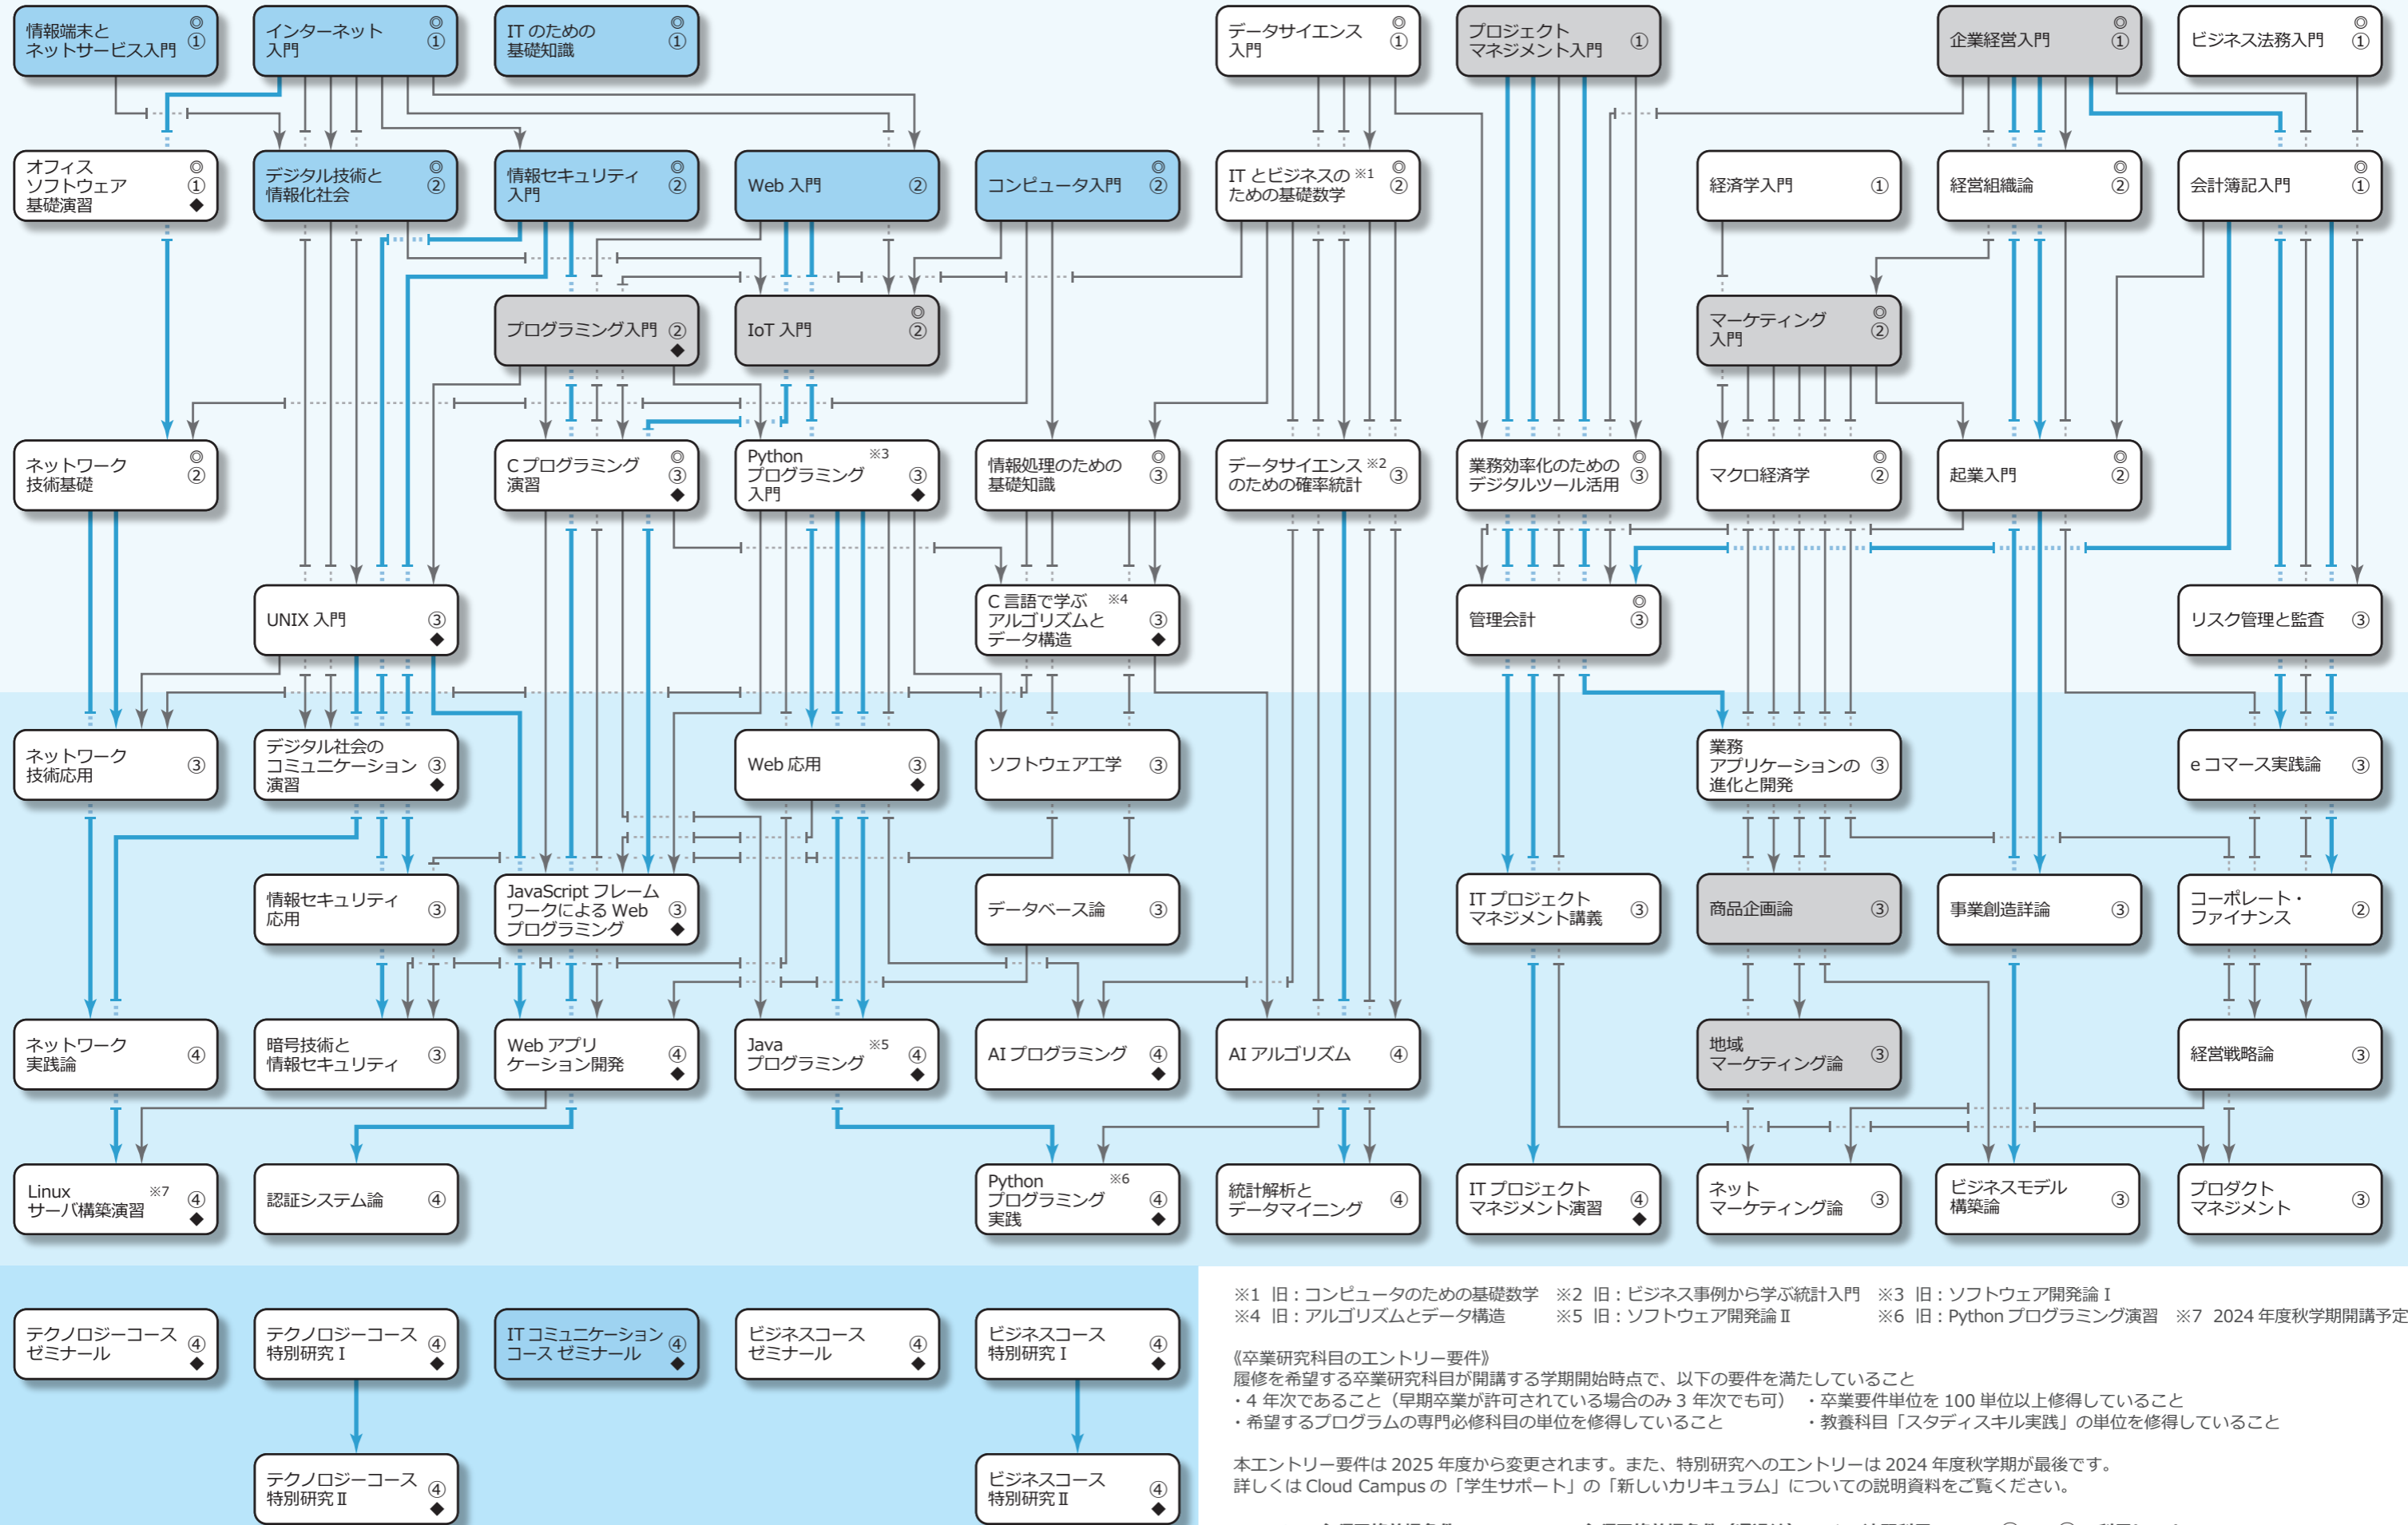 情報端末と
ネットサービス入門 ◎ ①
インターネット
入門 ◎ ①
IT のための
基礎知識 ◎ ①
データサイエンス
入門 ◎ ①
プロジェクト
マネジメント入門 ①
企業経営入門 ◎ ①
ビジネス法務入門 ◎ ①
オフィス
ソフトウェア
基礎演習 ◎ ① ◆
デジタル技術と
情報化社会 ◎ ②
情報セキュリティ
入門 ◎ ②
Web 入門 ②
コンピュータ入門 ◎ ②
IT とビジネスの ※1
ための基礎数学 ◎ ②
経済学入門 ①
経営組織論 ◎ ②
会計簿記入門 ◎ ①
プログラミング入門 ② ◆
IoT 入門 ◎ ②
マーケティング
入門 ◎ ②
ネットワーク
技術基礎 ◎ ②
C プログラミング
演習 ◎ ③ ◆
Python ※3
プログラミング
入門 ③ ◆
情報処理のための
基礎知識 ◎ ③
データサイエンス ※2
のための確率統計 ③
業務効率化のための
デジタルツール活用 ◎ ③
マクロ経済学 ◎ ②
起業入門 ◎ ②
UNIX 入門 ③ ◆
C 言語で学ぶ ※4
アルゴリズムと
データ構造 ③ ◆
管理会計 ◎ ③
リスク管理と監査 ③
ネットワーク
技術応用 ③
デジタル社会の
コミュニケーション
演習 ③ ◆
Web 応用 ③ ◆
ソフトウェア工学 ③
業務
アプリケーションの
進化と開発 ③
e コマース実践論 ③
情報セキュリティ
応用 ③
JavaScript フレーム
ワークによる Web
プログラミング ③ ◆
データベース論 ③
IT プロジェクト
マネジメント講義 ③
商品企画論 ③
事業創造詳論 ③
コーポレート・
ファイナンス ②
ネットワーク
実践論 ④
暗号技術と
情報セキュリティ ③
Web アプリ
ケーション開発 ④ ◆
Java ※5
プログラミング ④ ◆
AI プログラミング ④ ◆
AI アルゴリズム ④
地域
マーケティング論 ③
経営戦略論 ③
Linux ※7
サーバ構築演習 ④ ◆
認証システム論 ④
Python ※6
プログラミング
実践 ④ ◆
統計解析と
データマイニング ④
IT プロジェクト
マネジメント演習 ④ ◆
ネット
マーケティング論 ③
ビジネスモデル
構築論 ③
プロダクト
マネジメント ③
テクノロジーコース
ゼミナール ④ ◆
テクノロジーコース
特別研究 I ④ ◆
IT コミュニケーション
コース ゼミナール ④ ◆
ビジネスコース
ゼミナール ④ ◆
ビジネスコース
特別研究 I ④ ◆
テクノロジーコース
特別研究 II ④ ◆
ビジネスコース
特別研究 II ④ ◆
※1 旧：コンピュータのための基礎数学 ※2 旧：ビジネス事例から学ぶ統計入門 ※3 旧：ソフトウェア開発論 I
※4 旧：アルゴリズムとデータ構造 ※5 旧：ソフトウェア開発論 II ※6 旧：Python プログラミング演習 ※7 2024 年度秋学期開講予定
《卒業研究科目のエントリー要件》
履修を希望する卒業研究科目が開講する学期開始時点で、以下の要件を満たしていること
・4 年次であること（早期卒業が許可されている場合のみ 3 年次でも可） ・卒業要件単位を 100 単位以上修得していること
・希望するプログラムの専門必修科目の単位を修得していること ・教養科目「スタディスキル実践」の単位を修得していること
本エントリー要件は 2025 年度から変更されます。また、特別研究へのエントリーは 2024 年度秋学期が最後です。
詳しくは Cloud Campus の「学生サポート」の「新しいカリキュラム」についての説明資料をご覧ください。